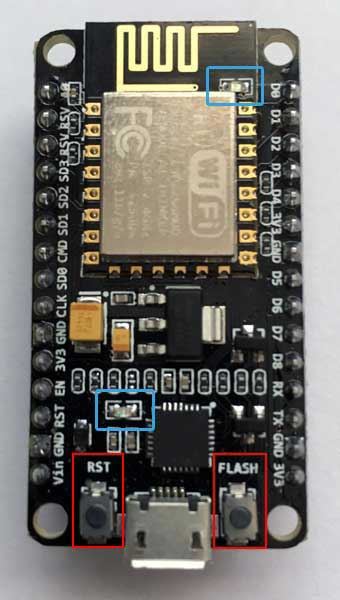 A0
RSV
RSV
SD3
SD2
SD1
CMD
SD0
CLK
GND
3V3
EN
RST
GND
Vin
D0
D1
D2
D3
D4
3V3
GND
D5
D6
D7
D8
RX
TX
GND
3V3
FC
WiFi
RST
FLASH